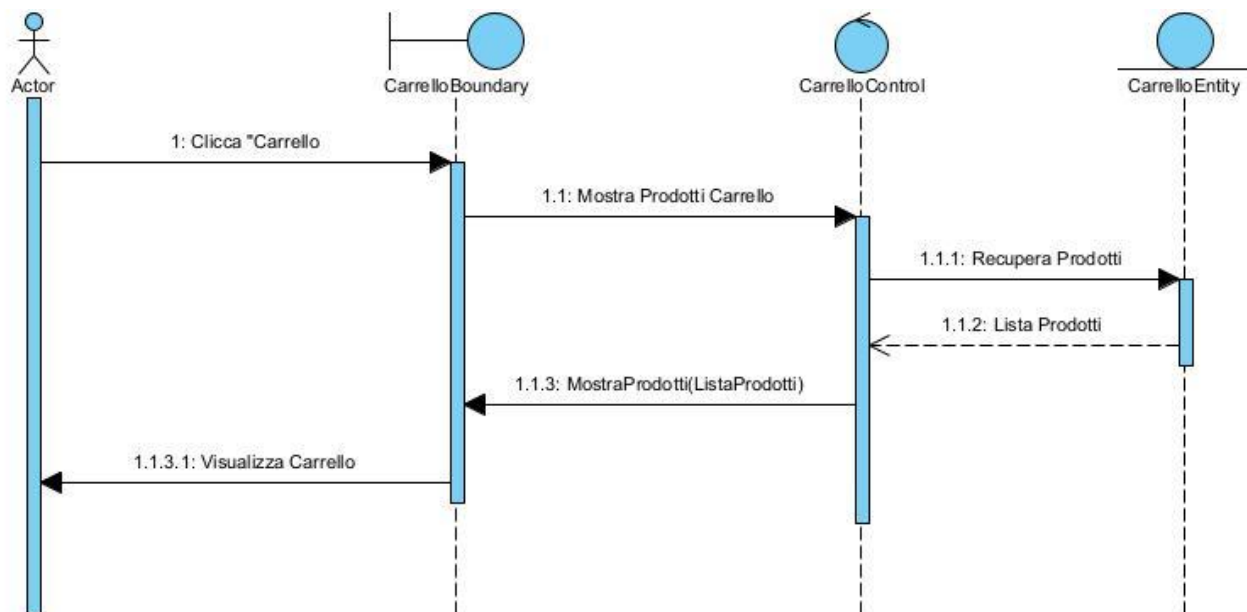 Actor
CarrelloBoundary
CarrelloControl
CarrelloEntity
1: Clicca "Carrello
1.1: Mostra Prodotti Carrello
1.1.1: Recupera Prodotti
1.1.2: Lista Prodotti
1.1.3: MostraProdotti(ListaProdotti)
1.1.3.1: Visualizza Carrello